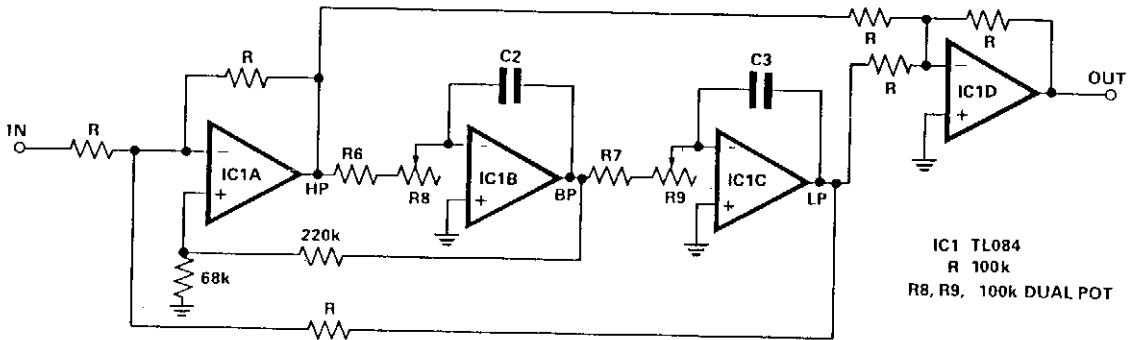 R
R
C2
C3
R
R
IN
R
−
+
IC1A
HP
R6
R8
−
+
IC1B
BP
R7
R9
−
+
IC1C
LP
−
+
IC1D
OUT
220k
68k
R
IC1 TL084
R 100k
R8, R9, 100k DUAL POT